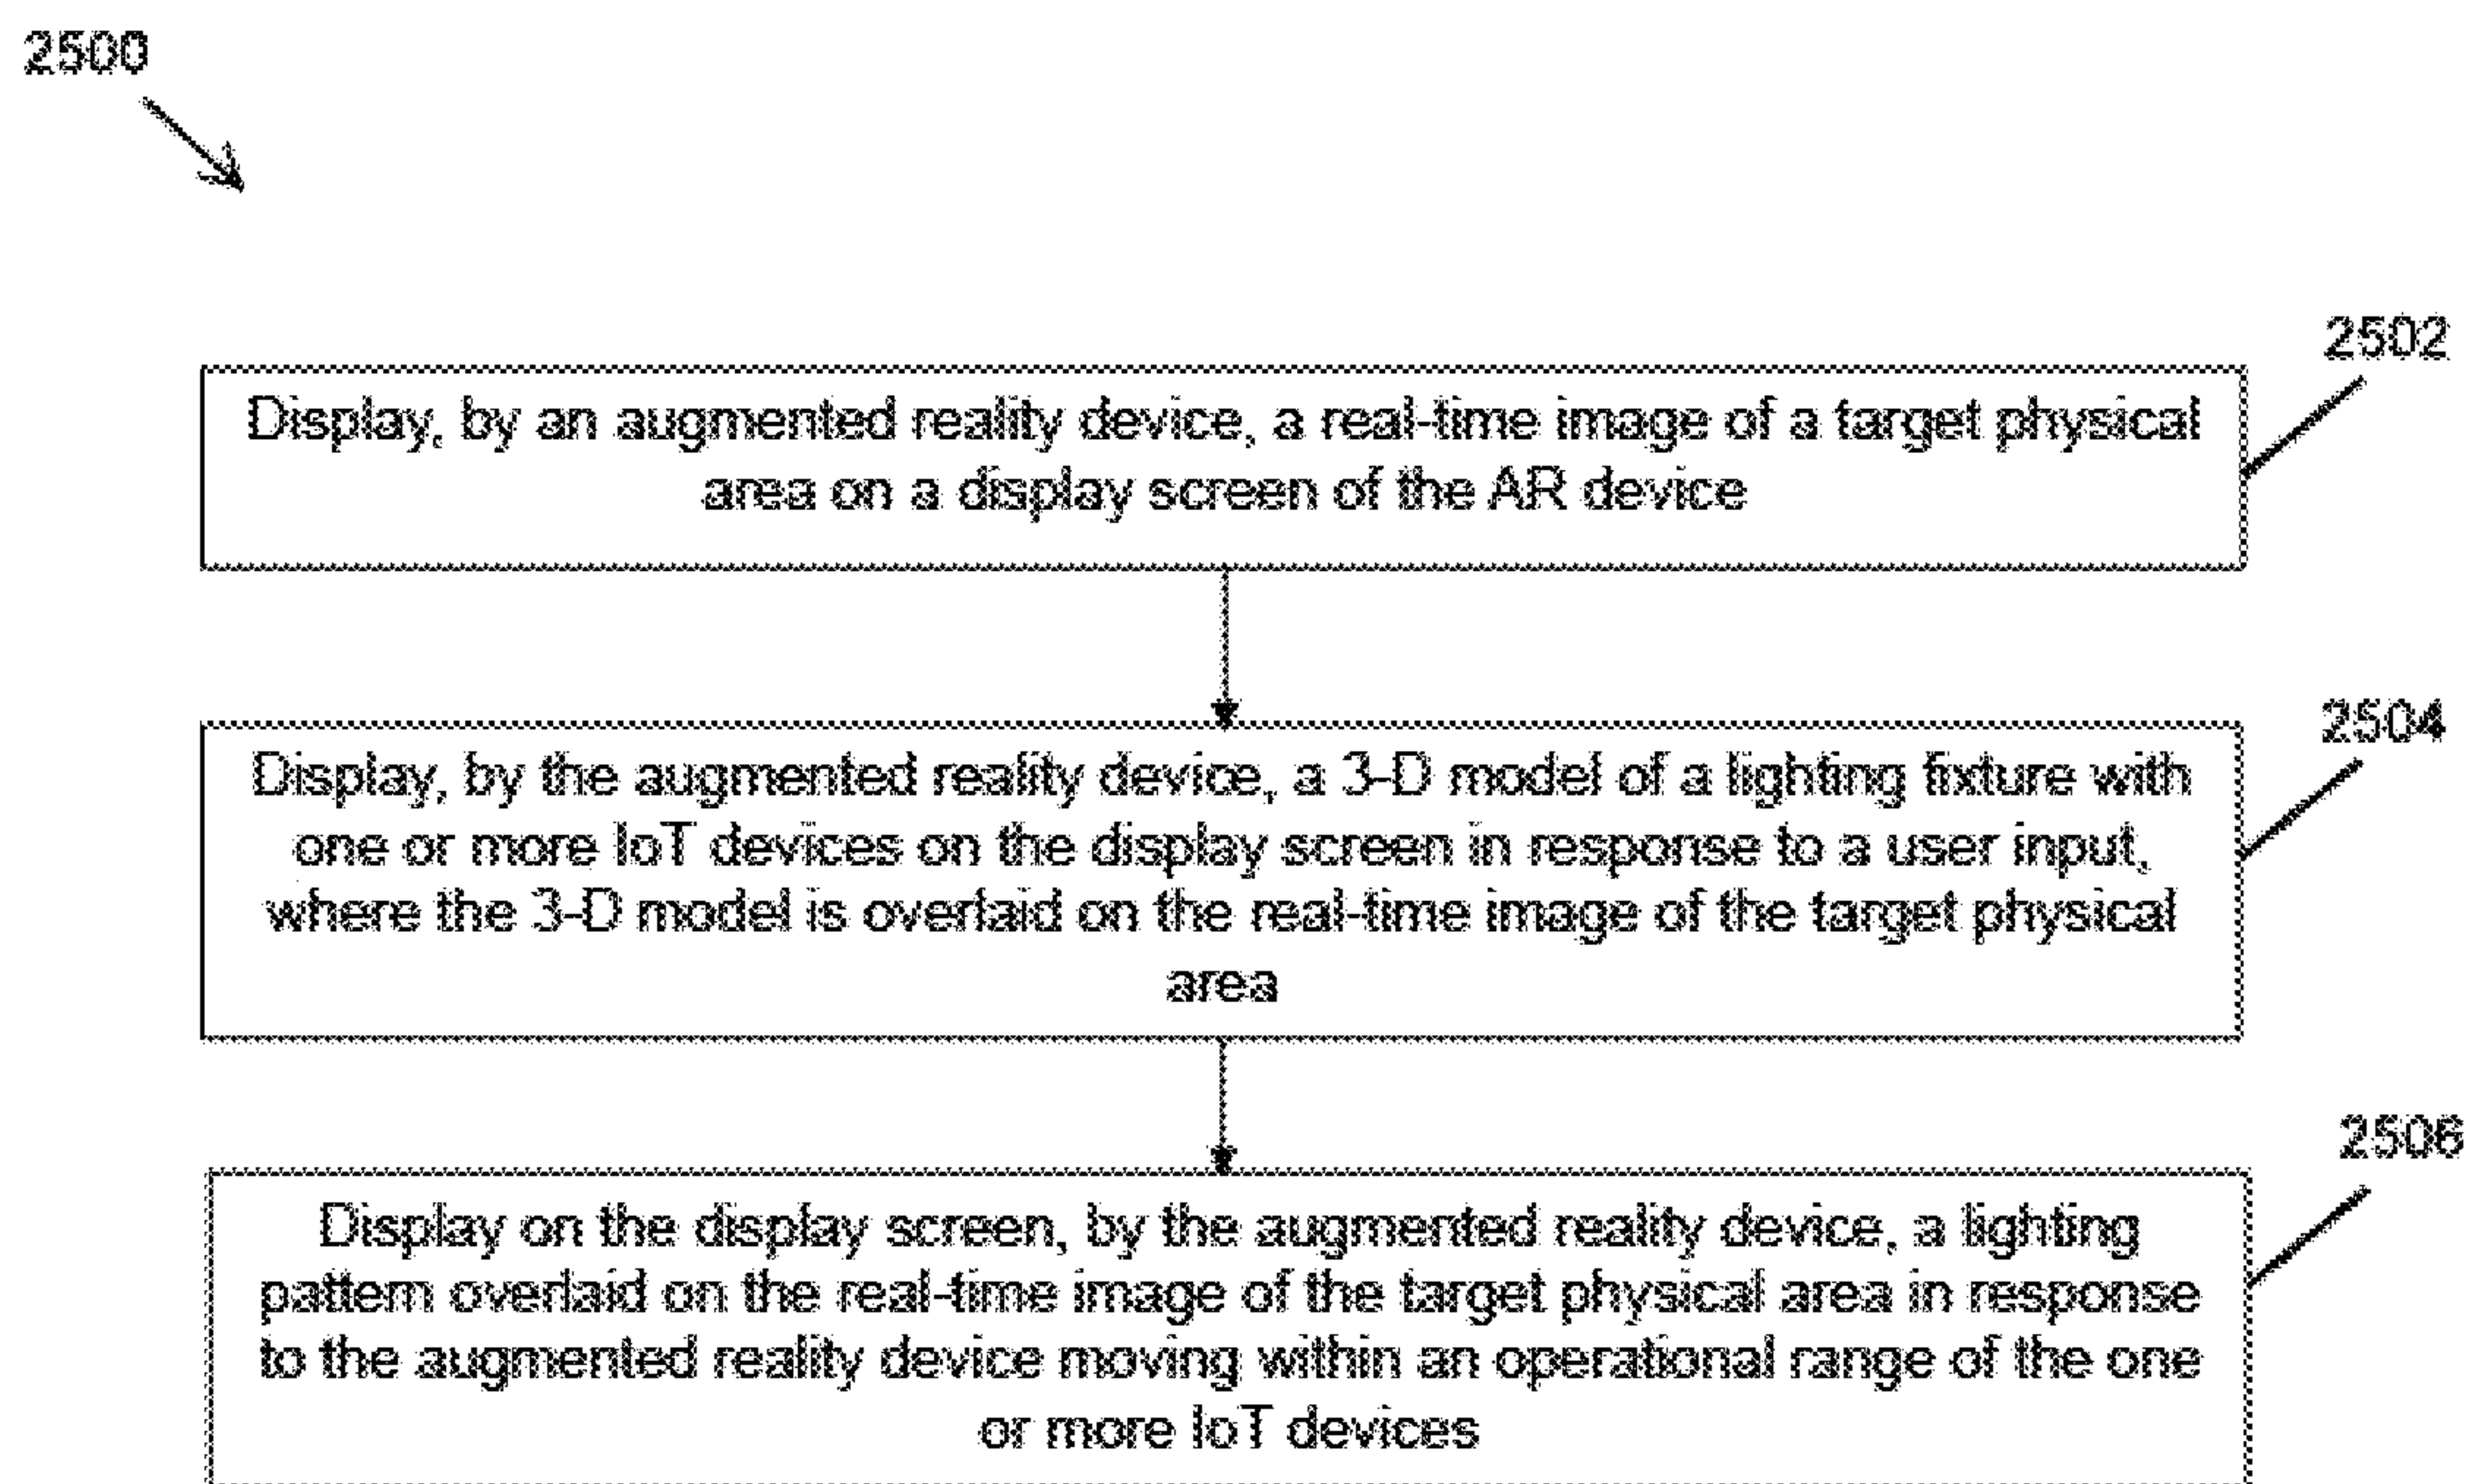 2500
2502
Display, by an augmented reality device, a real-time image of a target physical
area on a display screen of the AR device
2504
Display, by the augmented reality device, a 3-D model of a lighting fixture with
one or more IoT devices on the display screen in response to a user input,
where the 3-D model is overlaid on the real-time image of the target physical
area
2506
Display on the display screen, by the augmented reality device, a lighting
pattern overlaid on the real-time image of the target physical area in response
to the augmented reality device moving within an operational range of the one
or more IoT devices